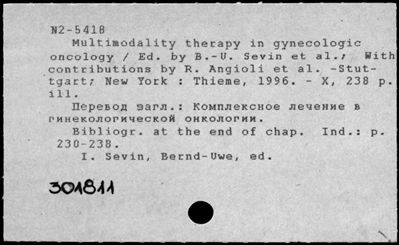 N2-5418
Multimodality therapy in gynecologic
oncology / Ed. by B.-U. Sevin et al.; With
contributions by R. Angioli et al. -Stut-
tgart; New York : Thieme, 1996. - X, 238 p.
ill.
Перевод загл.: Комплексное лечение в
гинекологической онкологии.
Bibliogr. at the end of chap. Ind.: p.
230-238.
I. Sevin, Bernd-Uwe, ed.
301811